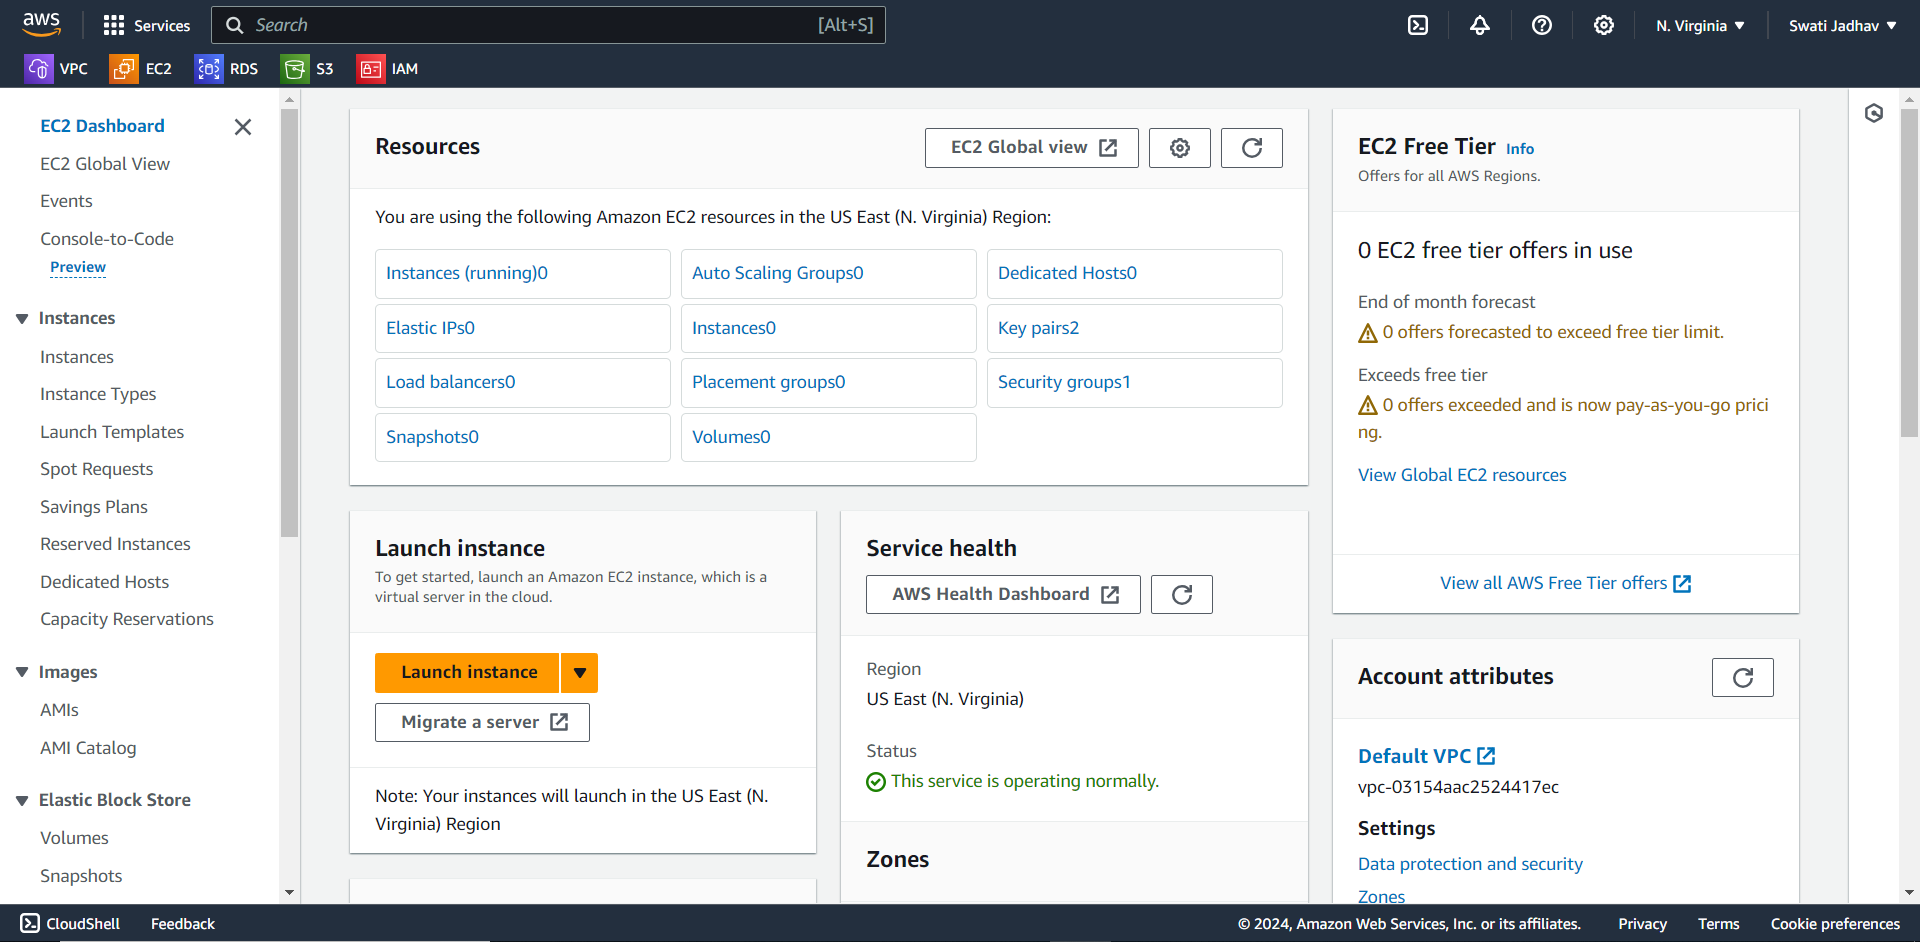 aws
Services
Search
[Alt+S]
N. Virginia
Swati Jadhav
VPC
EC2
RDS
S3
IAM
EC2 Dashboard
EC2 Global View
Events
Console-to-Code
Preview
Instances
Instances
Instance Types
Launch Templates
Spot Requests
Savings Plans
Reserved Instances
Dedicated Hosts
Capacity Reservations
Images
AMIs
AMI Catalog
Elastic Block Store
Volumes
Snapshots
Resources
EC2 Global view
You are using the following Amazon EC2 resources in the US East (N. Virginia) Region:
Instances (running)0
Auto Scaling Groups0
Dedicated Hosts0
Elastic IPs0
Instances0
Key pairs2
Load balancers0
Placement groups0
Security groups1
Snapshots0
Volumes0
Launch instance
To get started, launch an Amazon EC2 instance, which is a
virtual server in the cloud.
Launch instance
Migrate a server
Note: Your instances will launch in the US East (N.
Virginia) Region
Service health
AWS Health Dashboard
Region
US East (N. Virginia)
Status
This service is operating normally.
Zones
EC2 Free Tier Info
Offers for all AWS Regions.
0 EC2 free tier offers in use
End of month forecast
0 offers forecasted to exceed free tier limit.
Exceeds free tier
0 offers exceeded and is now pay-as-you-go prici
ng.
View Global EC2 resources
View all AWS Free Tier offers
Account attributes
Default VPC
vpc-03154aac2524417ec
Settings
Data protection and security
Zones
CloudShell
Feedback
© 2024, Amazon Web Services, Inc. or its affiliates.
Privacy
Terms
Cookie preferences